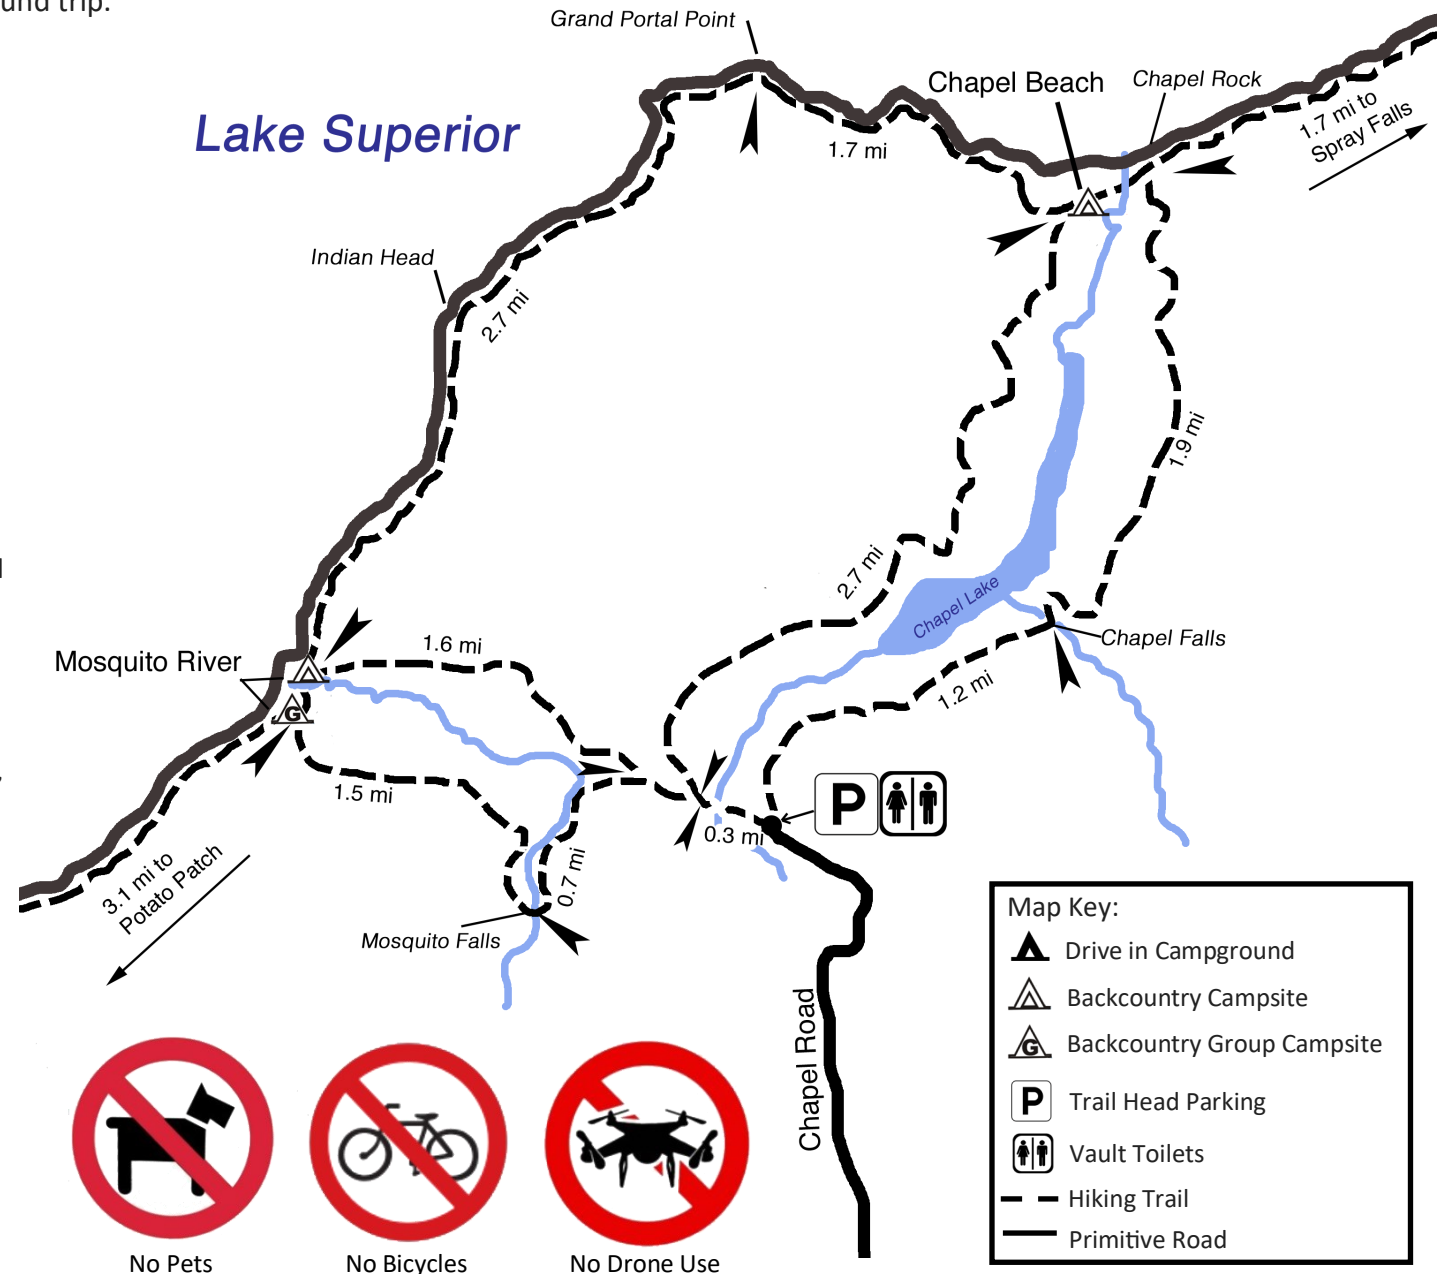 und trip.
Grand Portal Point
Chapel Beach
Chapel Rock
Lake Superior
1.7 mi
1.7 mi to
Spray Falls
Indian Head
2.7 mi
1.9 mi
2.7 mi
Chapel Lake
Chapel Falls
1.6 mi
Mosquito River
G
1.2 mi
P
1.5 mi
0.3 mi
0.7 mi
3.1 mi to
Potato Patch
Mosquito Falls
Chapel Road
Map Key:
Drive in Campground
Backcountry Campsite
G Backcountry Group Campsite
P Trail Head Parking
Vault Toilets
Hiking Trail
Primitive Road
No Pets
No Bicycles
No Drone Use